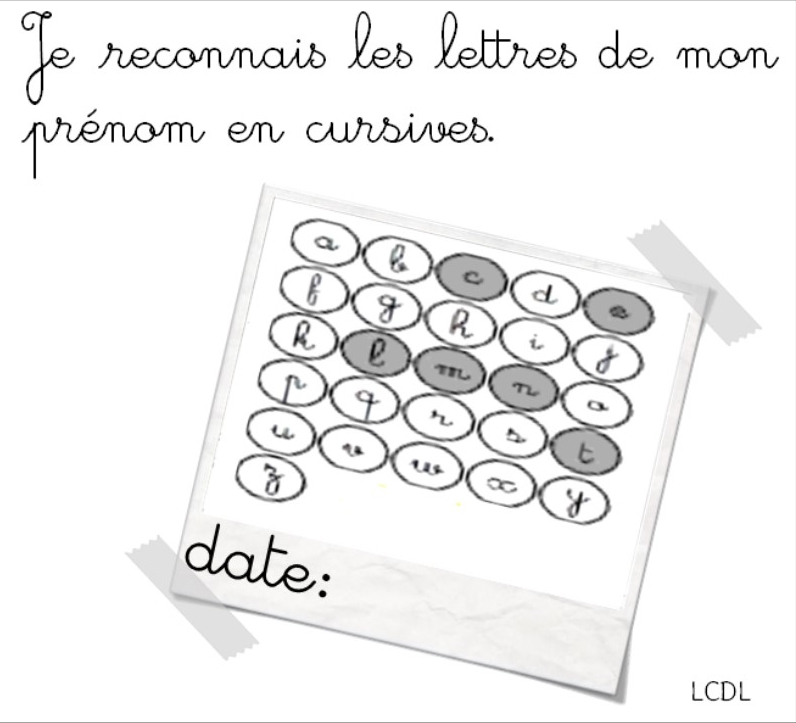 Je reconnais les lettres de mon
prénom en cursives.
a b c d e
f g h i j
k l m n o
p q r s t
u v w x y
z
date:
LCDL